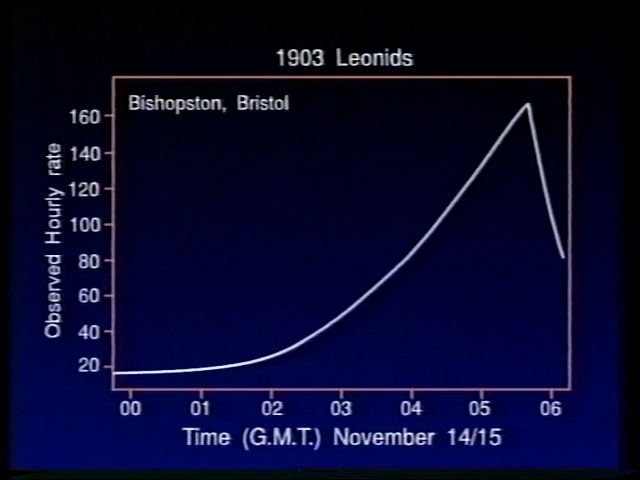 1903 Leonids
Bishopston, Bristol
Observed Hourly rate
160
140
120
100
80
60
40
20
00 01 02 03 04 05 06
Time (G.M.T.) November 14/15